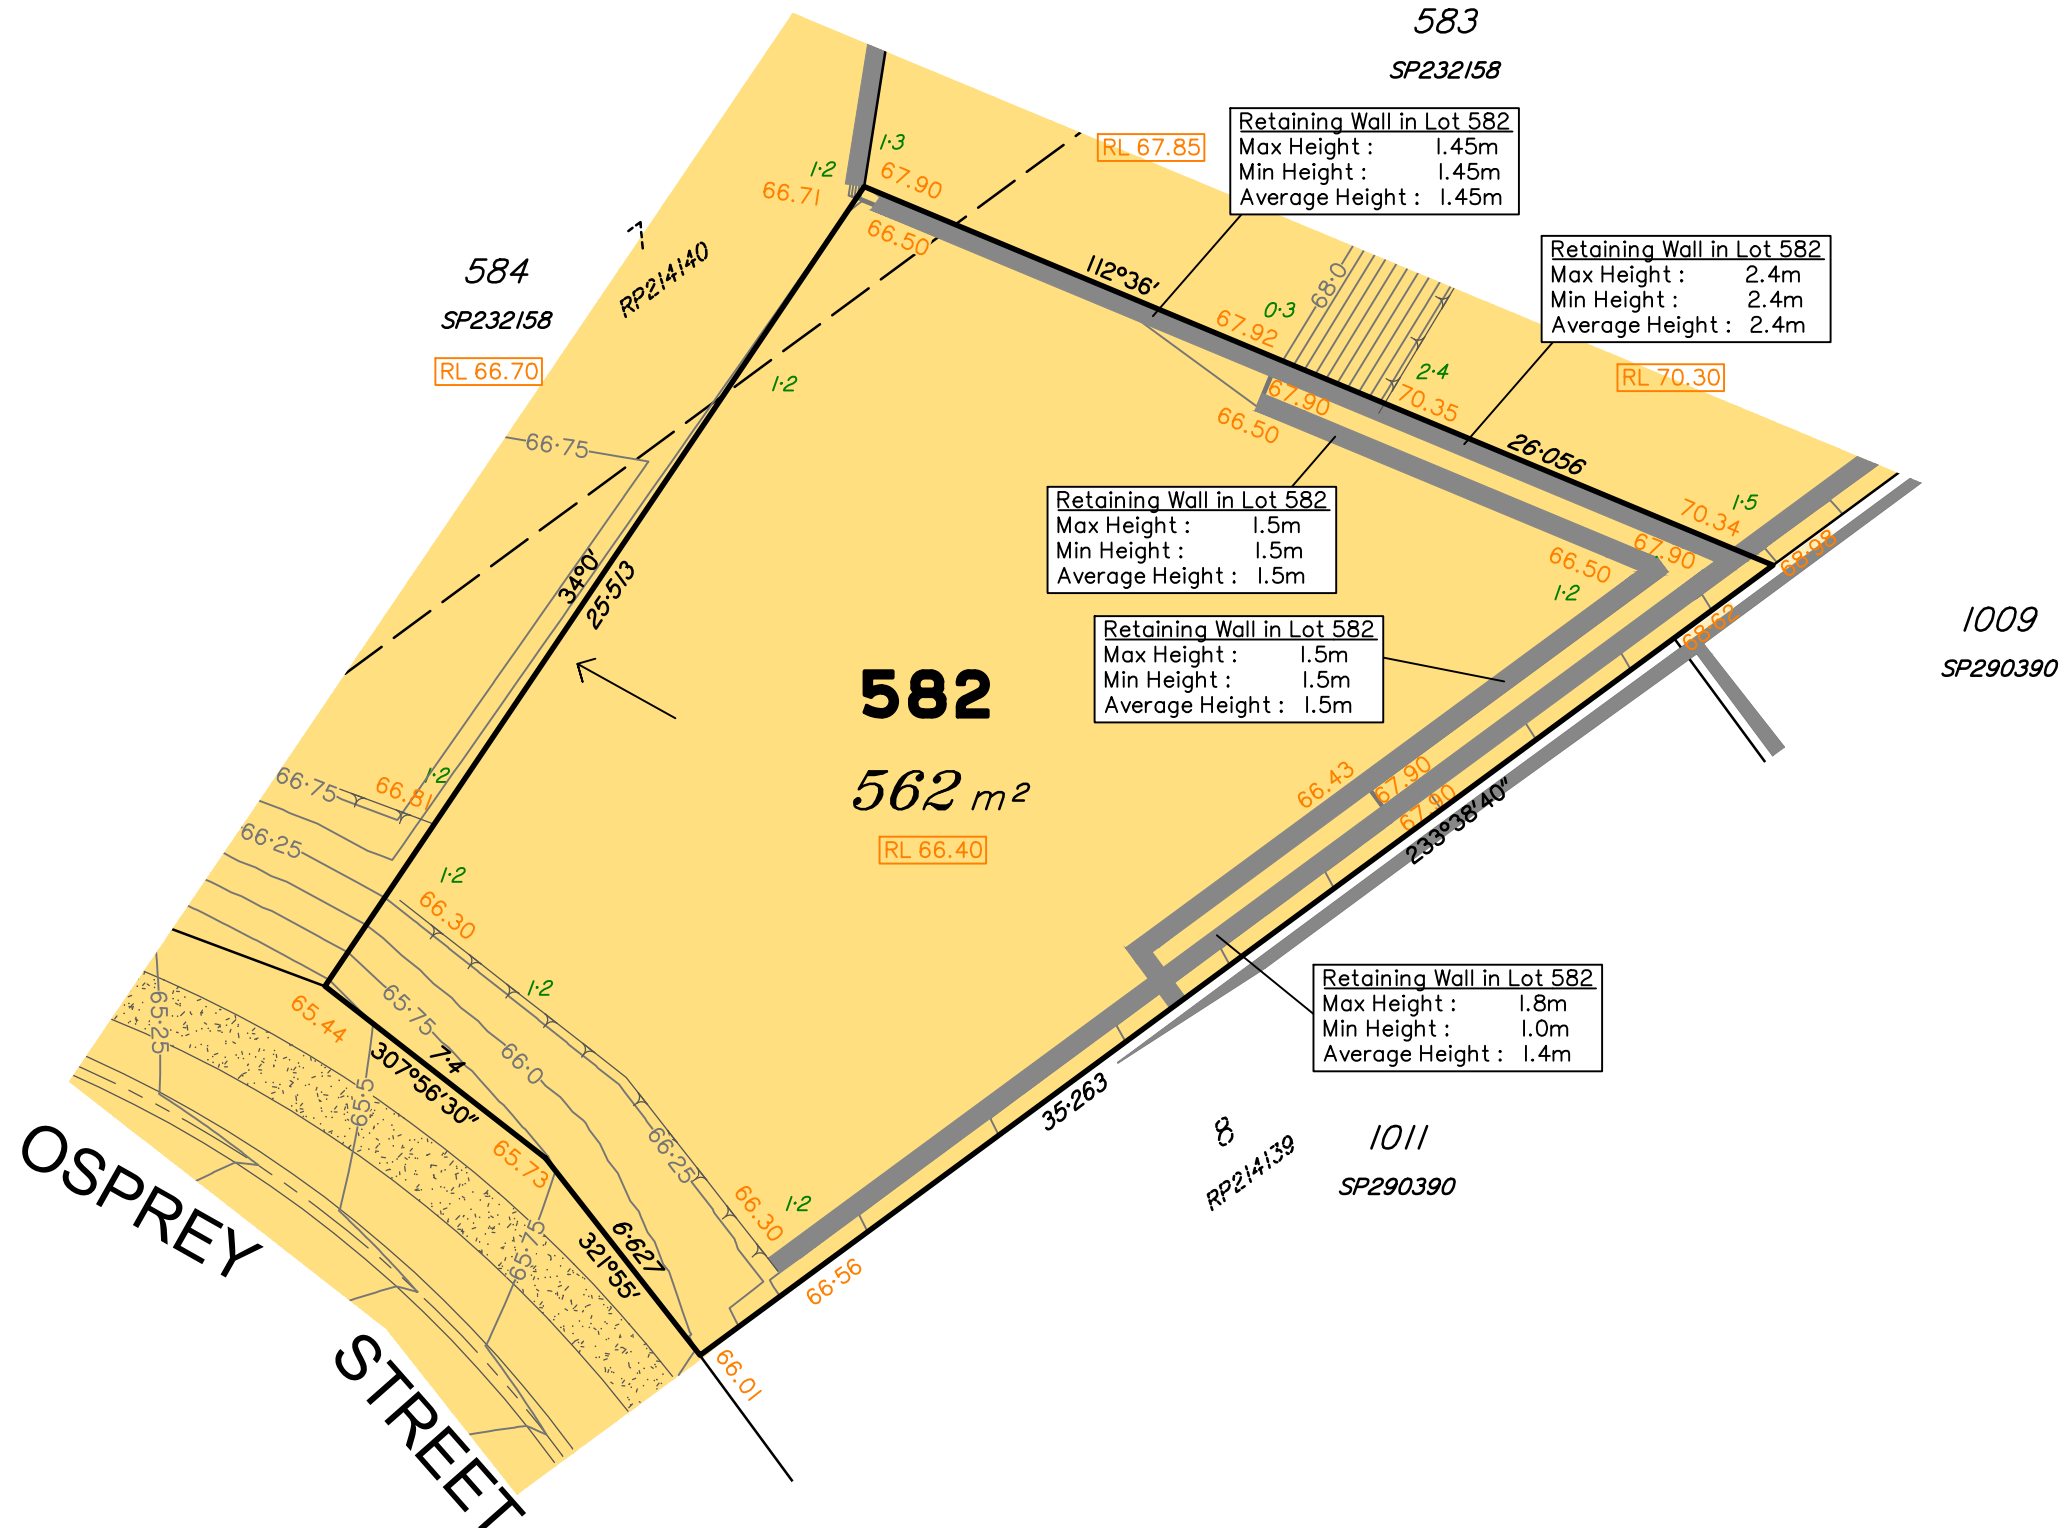 583
SP232158
Retaining Wall in Lot 582
Max Height : 1.45m
Min Height : 1.45m
Average Height : 1.45m
RL 67.85
1·3
1·2
67.90
66.71
66.50
7
RP214140
584
SP232158
RL 66.70
112°36'
0·3
67.92
68·0
Retaining Wall in Lot 582
Max Height : 2.4m
Min Height : 2.4m
Average Height : 2.4m
RL 70.30
2·4
70.35
67.90
66.50
26·056
1·2
66·75
Retaining Wall in Lot 582
Max Height : 1.5m
Min Height : 1.5m
Average Height : 1.5m
1·5
70.34
67.90
66.50
1·2
68·98
68·62
34°0'
25·513
1009
SP290390
Retaining Wall in Lot 582
Max Height : 1.5m
Min Height : 1.5m
Average Height : 1.5m
582
562 m²
RL 66.40
66.43
67.90
67.90
233°38'40"
66·75
66.81
1·2
66·25
1·2
66.30
1·2
Retaining Wall in Lot 582
Max Height : 1.8m
Min Height : 1.0m
Average Height : 1.4m
65·25
65.44
65·75
66·0
7·4
307°56'30"
65·5
65.73
66·25
35·263
8
RP214139
1011
SP290390
66.30
1·2
65·75
6·627
321°55'
66·56
66.01
OSPREY
STREET